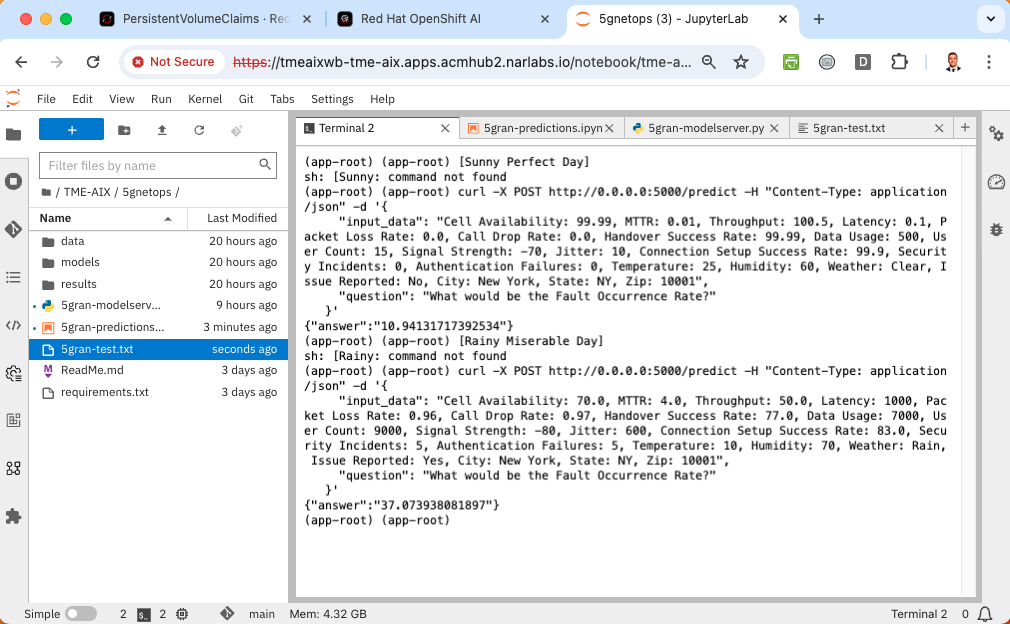 PersistentVolumeClaims · Rec
Red Hat OpenShift AI
5gnetops (3) - JupyterLab
Not Secure
https://tmeaixwb-tme-aix.apps.acmhub2.narlabs.io/notebook/tme-a...
D
File Edit View Run Kernel Git Tabs Settings Help
Filter files by name
/ TME-AIX / 5gnetops /
Name Last Modified
data 20 hours ago
models 20 hours ago
results 20 hours ago
5gran-modelserv... 9 hours ago
5gran-predictions... 3 minutes ago
5gran-test.txt seconds ago
ReadMe.md 3 days ago
requirements.txt 3 days ago
Terminal 2 5gran-predictions.ipyn 5gran-modelserver.py 5gran-test.txt
(app-root) (app-root) [Sunny Perfect Day]
sh: [Sunny: command not found
(app-root) (app-root) curl -X POST http://0.0.0.0:5000/predict -H "Content-Type: application
/json" -d '{
"input_data": "Cell Availability: 99.99, MTTR: 0.01, Throughput: 100.5, Latency: 0.1, P
acket Loss Rate: 0.0, Call Drop Rate: 0.0, Handover Success Rate: 99.99, Data Usage: 500, Us
er Count: 15, Signal Strength: -70, Jitter: 10, Connection Setup Success Rate: 99.9, Securit
y Incidents: 0, Authentication Failures: 0, Temperature: 25, Humidity: 60, Weather: Clear, I
ssue Reported: No, City: New York, State: NY, Zip: 10001",
"question": "What would be the Fault Occurrence Rate?"
}'
{"answer":"10.94131717392534"}
(app-root) (app-root) [Rainy Miserable Day]
sh: [Rainy: command not found
(app-root) (app-root) curl -X POST http://0.0.0.0:5000/predict -H "Content-Type: application
/json" -d '{
"input_data": "Cell Availability: 70.0, MTTR: 4.0, Throughput: 50.0, Latency: 1000, Pac
ket Loss Rate: 0.96, Call Drop Rate: 0.97, Handover Success Rate: 77.0, Data Usage: 7000, Us
er Count: 9000, Signal Strength: -80, Jitter: 600, Connection Setup Success Rate: 83.0, Secu
rity Incidents: 5, Authentication Failures: 5, Temperature: 10, Humidity: 70, Weather: Rain,
Issue Reported: Yes, City: New York, State: NY, Zip: 10001",
"question": "What would be the Fault Occurrence Rate?"
}'
{"answer":"37.073938081897"}
(app-root) (app-root)
Simple 2 2 main Mem: 4.32 GB Terminal 2 0